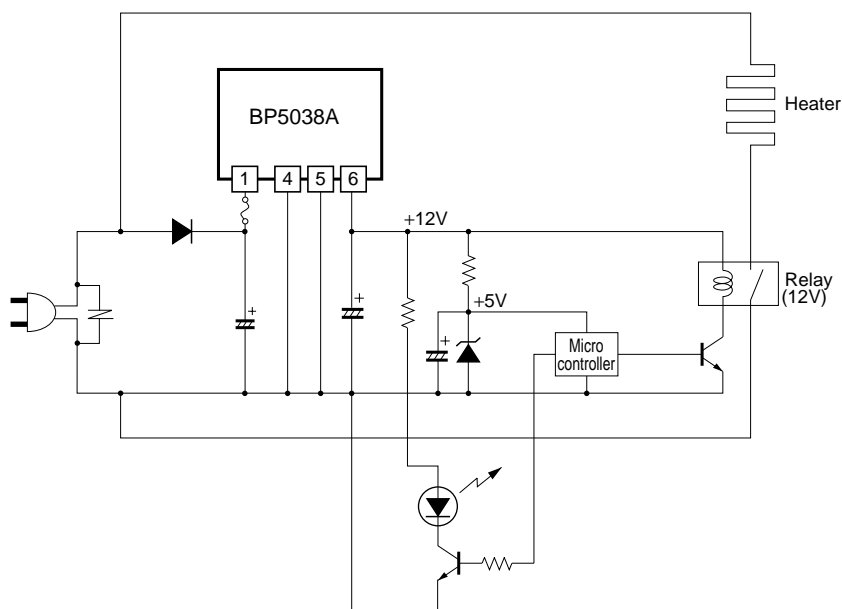 BP5038A
1
4
5
6
Heater
+12V
Relay
(12V)
+
+
+5V
+
Micro
controller